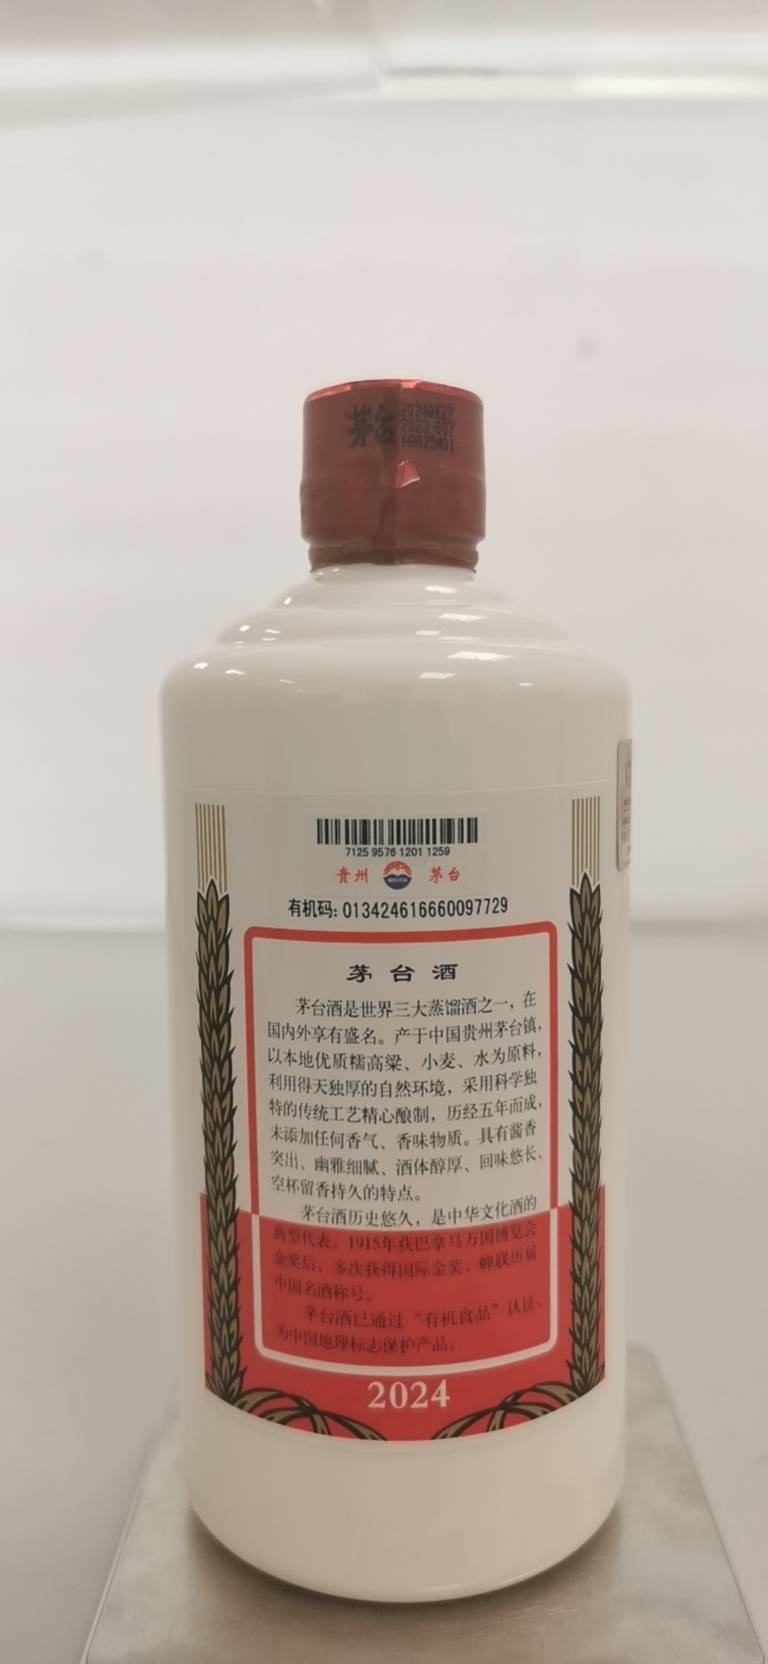 茅台
20240627
2023-087
AA025401
7125 9576 1201 1259
贵州 茅台
有机码: 013424616660097729
茅台酒
茅台酒是世界三大蒸馏酒之一，在
国内外享有盛名。产于中国贵州茅台镇，
以本地优质糯高粱、小麦、水为原料，
利用得天独厚的自然环境，采用科学独
特的传统工艺精心酿制，历经五年而成，
未添加任何香气、香味物质。具有酱香
突出、幽雅细腻、酒体醇厚、回味悠长、
空杯留香持久的特点。
茅台酒历史悠久，是中华文化酒的
典型代表。1915年获巴拿马万国博览会
金奖后，多次获得国际金奖、蝉联历届
中国名酒称号。
茅台酒已通过“有机食品”认证，
为中国地理标志保护产品。
2024